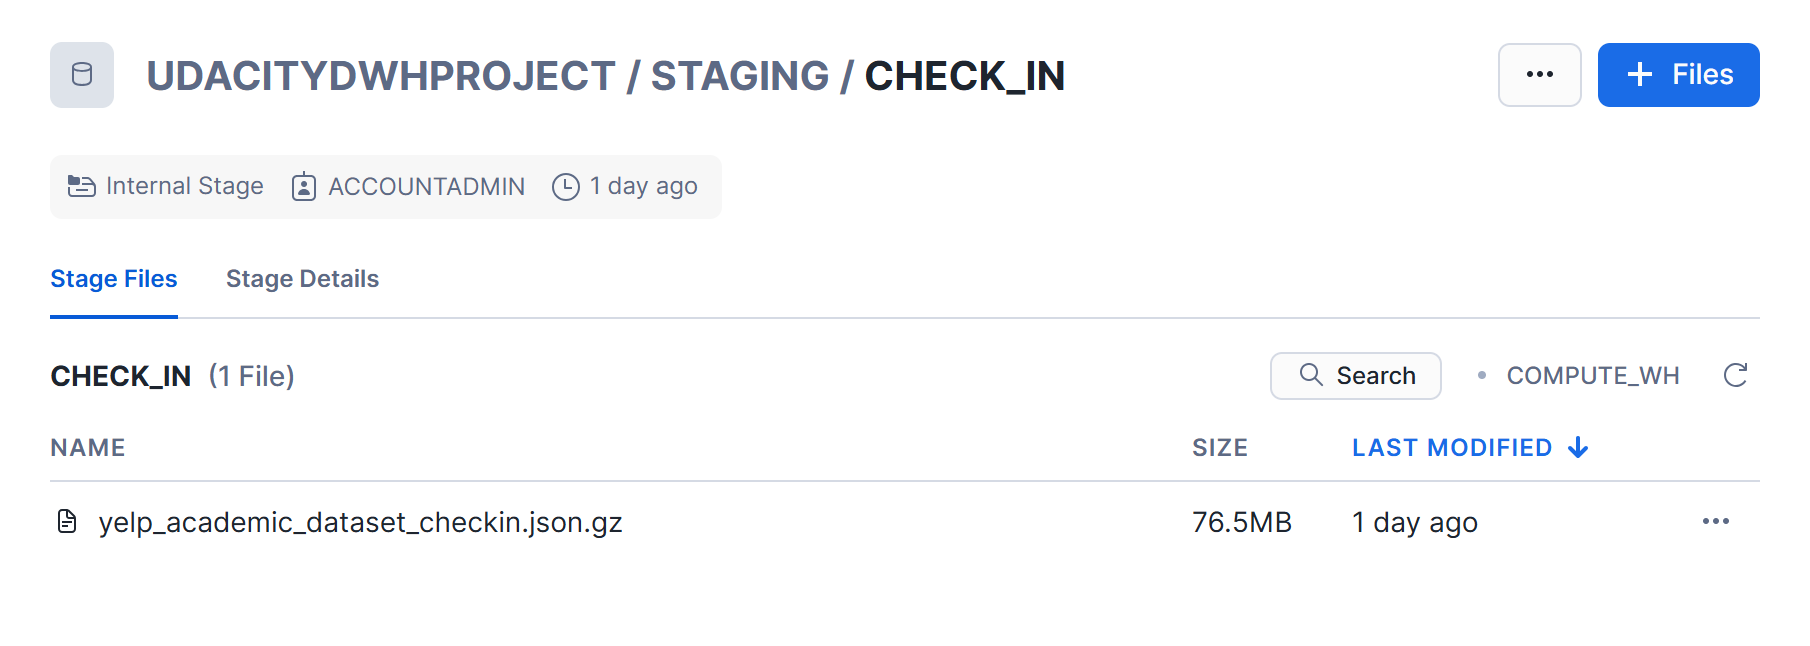 UDACITYDWHPROJECT / STAGING / CHECK_IN
... + Files
Internal Stage ACCOUNTADMIN 1 day ago
Stage Files Stage Details
CHECK_IN (1 File) Search • COMPUTE_WH
NAME SIZE LAST MODIFIED ↓
yelp_academic_dataset_checkin.json.gz 76.5MB 1 day ago ...